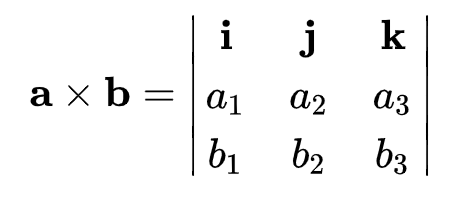 i j k
a × b = a₁ a₂ a₃
b₁ b₂ b₃